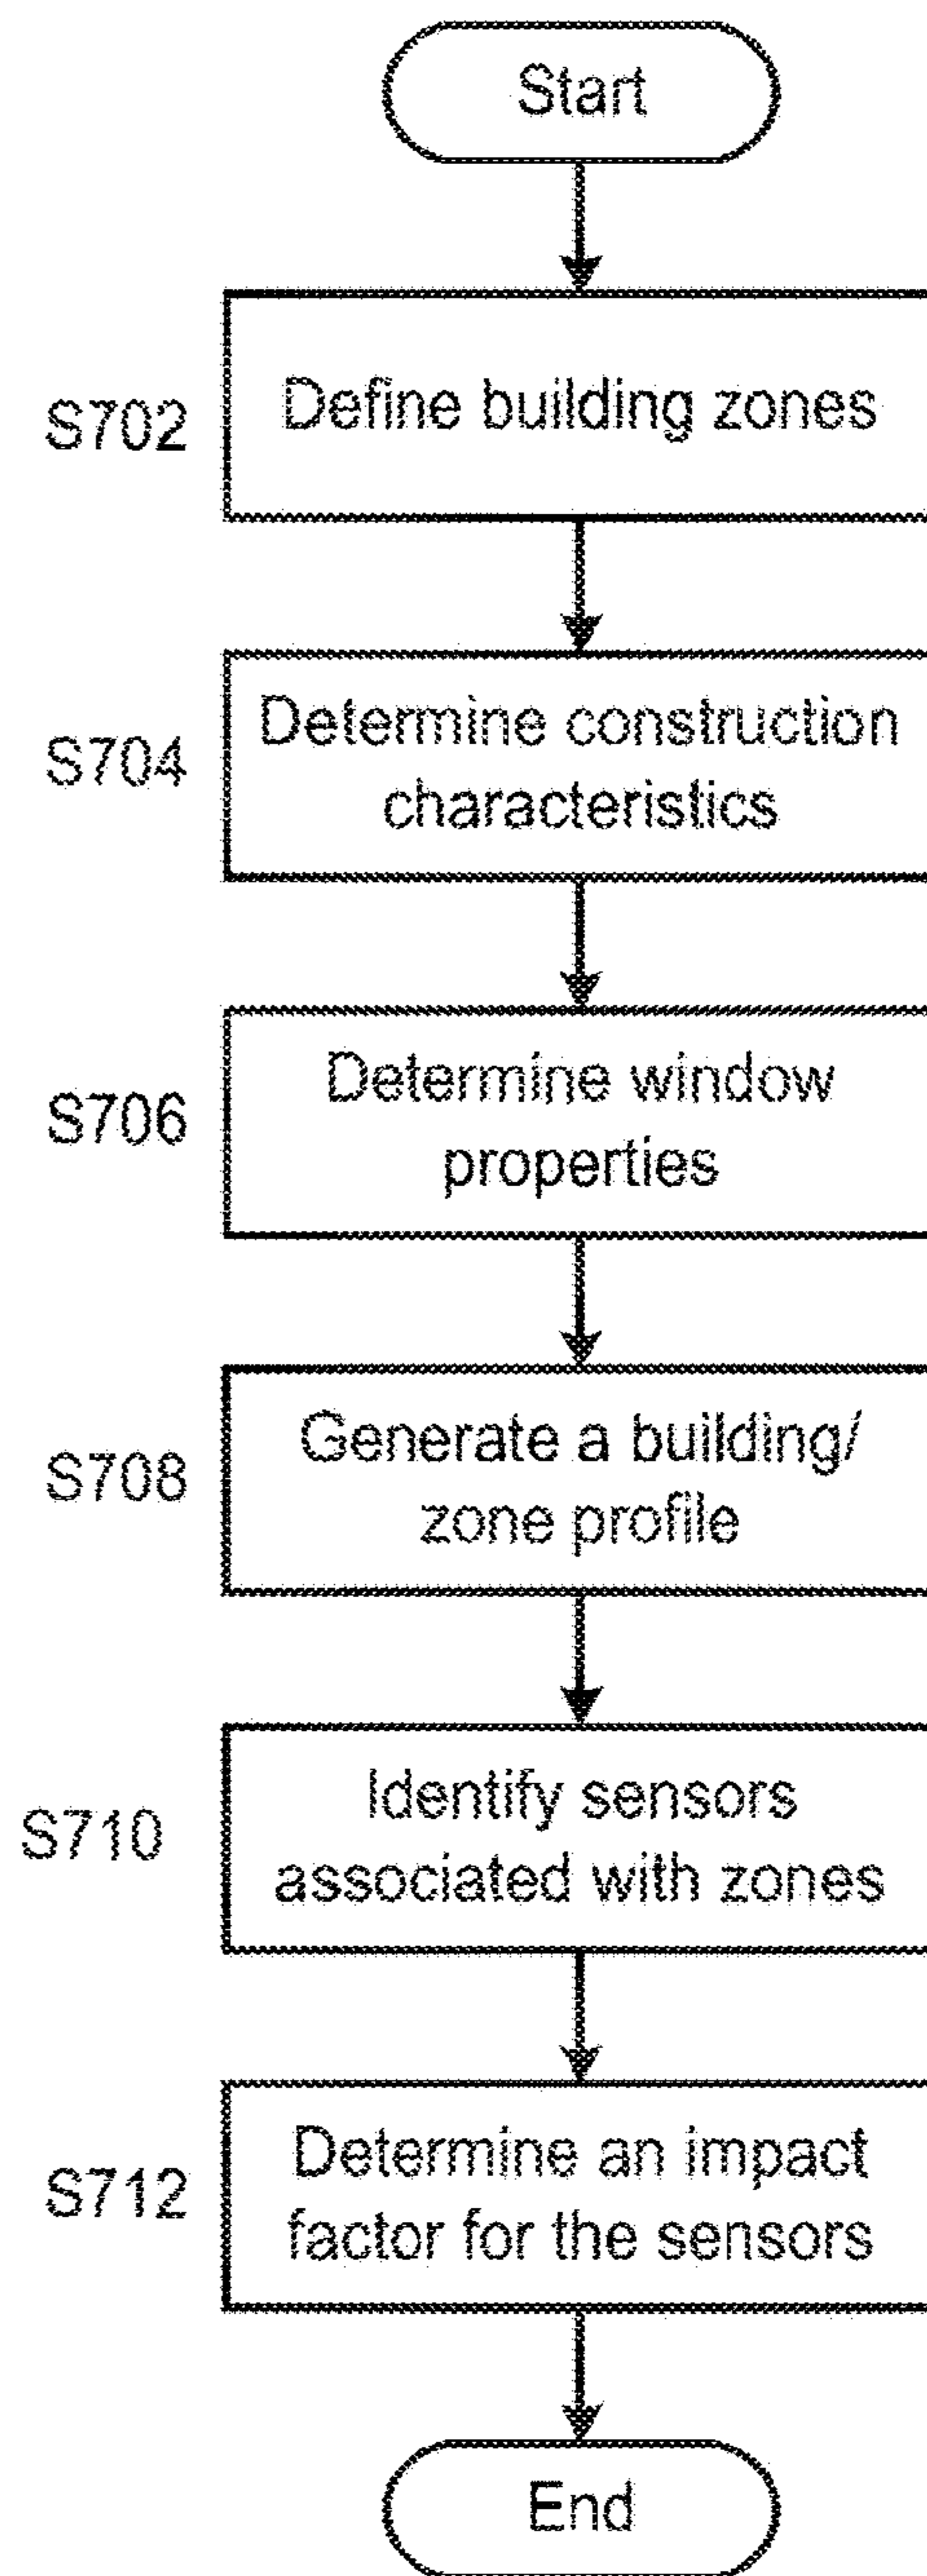 Start
S702
Define building zones
S704
Determine construction
characteristics
S706
Determine window
properties
S708
Generate a building/
zone profile
S710
Identify sensors
associated with zones
S712
Determine an impact
factor for the sensors
End